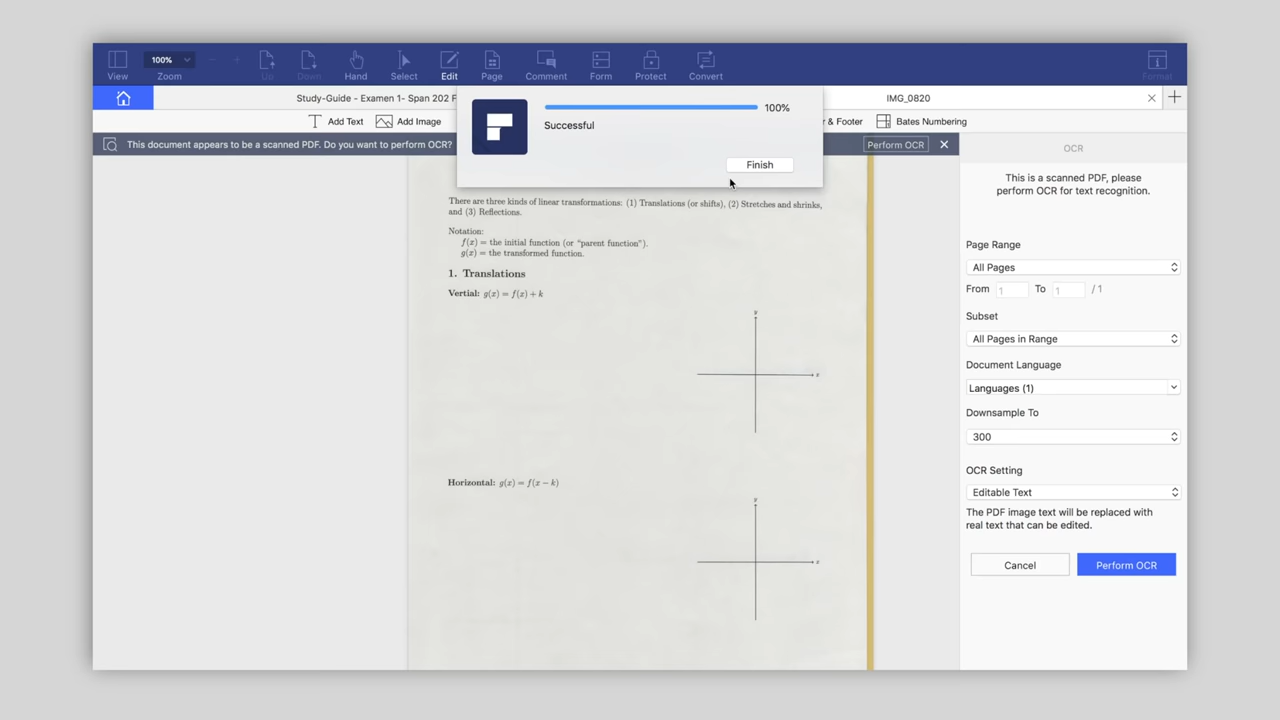 100%
View
Zoom
Up
Down
Hand
Select
Edit
Page
Comment
Form
Protect
Convert
Format
Study-Guide - Examen 1- Span 202 F
IMG_0820
Add Text
Add Image
& Footer
Bates Numbering
This document appears to be a scanned PDF. Do you want to perform OCR?
Perform OCR
100%
Successful
Finish
There are three kinds of linear transformations: (1) Translations (or shifts), (2) Stretches and shrinks,
and (3) Reflections.
Notation:
f(x) = the initial function (or “parent function”).
g(x) = the transformed function.
1. Translations
Vertial: g(x) = f(x) + k
y
x
Horizontal: g(x) = f(x − k)
y
x
OCR
This is a scanned PDF, please
perform OCR for text recognition.
Page Range
All Pages
From 1 To 1 / 1
Subset
All Pages in Range
Document Language
Languages (1)
Downsample To
300
OCR Setting
Editable Text
The PDF image text will be replaced with
real text that can be edited.
Cancel
Perform OCR